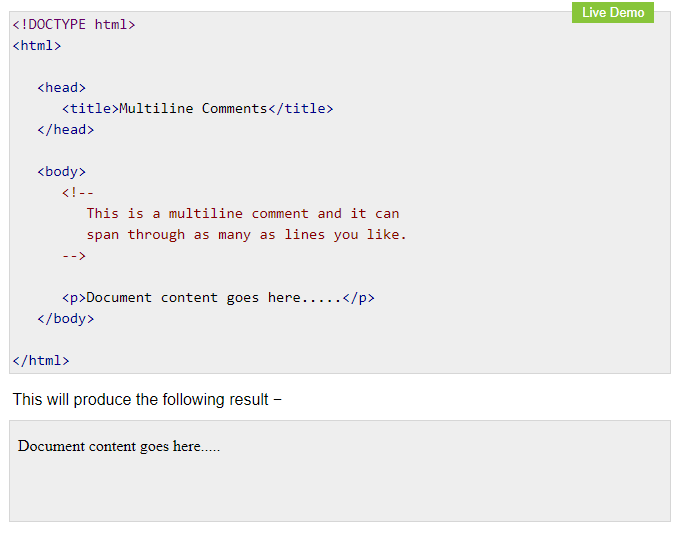 Live Demo
<!DOCTYPE html>
<html>
<head>
<title>Multiline Comments</title>
</head>
<body>
<!--
This is a multiline comment and it can
span through as many as lines you like.
-->
<p>Document content goes here.....</p>
</body>
</html>
This will produce the following result −
Document content goes here.....